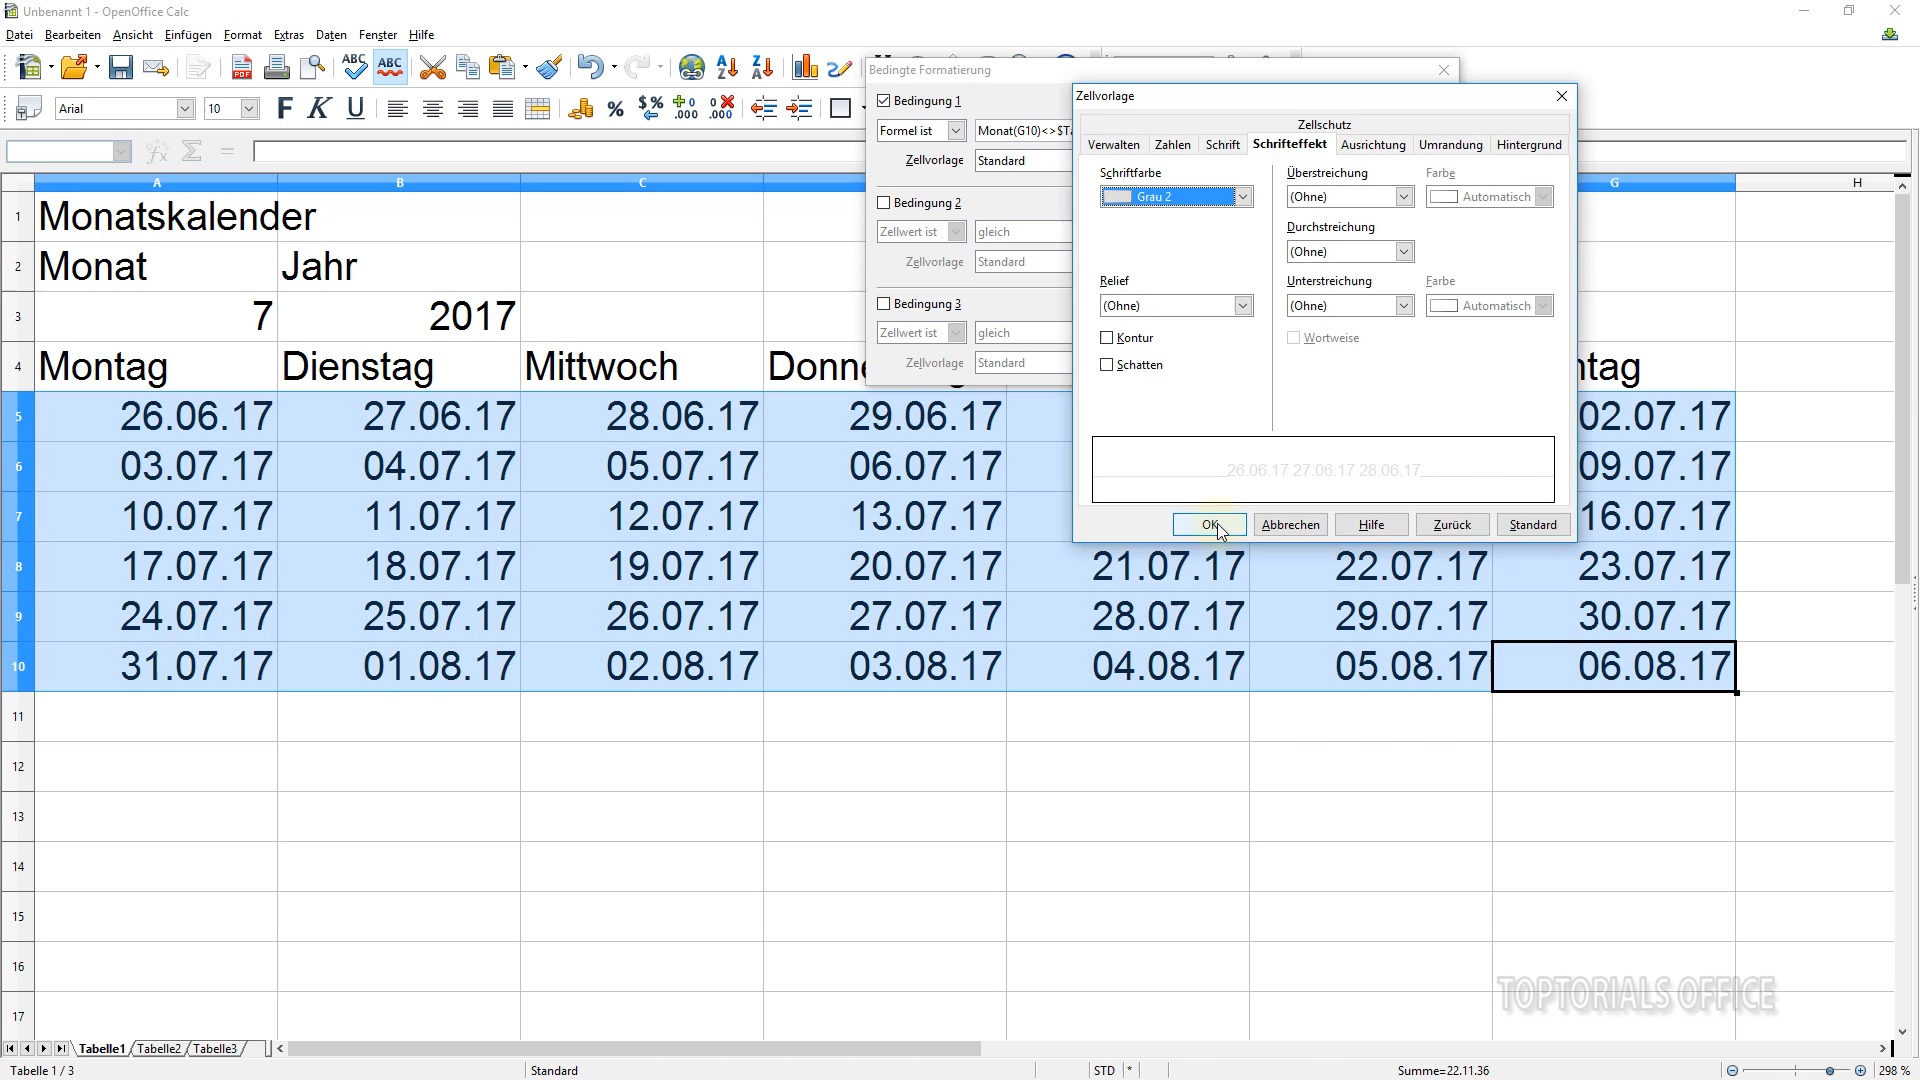 Unbenannt 1 - OpenOffice Calc
Datei Bearbeiten Ansicht Einfügen Format Extras Daten Fenster Hilfe
Arial 10
Bedingte Formatierung
Bedingung 1
Formel ist Monat(G10)<>$Ta
Zellvorlage Standard
Bedingung 2
Zellwert ist gleich
Zellvorlage Standard
Bedingung 3
Zellwert ist gleich
Zellvorlage Standard
Zellvorlage
Zellschutz
Verwalten Zahlen Schrift Schrifteffekt Ausrichtung Umrandung Hintergrund
Schriftfarbe Überstreichung Farbe
Grau 2 (Ohne) Automatisch
Durchstreichung
(Ohne)
Relief Unterstreichung Farbe
(Ohne) (Ohne) Automatisch
Kontur Wortweise
Schatten
26.06.17 27.06.17 28.06.17
OK Abbrechen Hilfe Zurück Standard
A B C G H
1 Monatskalender
2 Monat Jahr
3 7 2017
4 Montag Dienstag Mittwoch Donne ntag
5 26.06.17 27.06.17 28.06.17 29.06.17 02.07.17
6 03.07.17 04.07.17 05.07.17 06.07.17 09.07.17
7 10.07.17 11.07.17 12.07.17 13.07.17 16.07.17
8 17.07.17 18.07.17 19.07.17 20.07.17 21.07.17 22.07.17 23.07.17
9 24.07.17 25.07.17 26.07.17 27.07.17 28.07.17 29.07.17 30.07.17
10 31.07.17 01.08.17 02.08.17 03.08.17 04.08.17 05.08.17 06.08.17
11
12
13
14
15
16
17
TOPTORIALS OFFICE
Tabelle1 Tabelle2 Tabelle3
Tabelle 1 / 3 Standard STD * Summe=22.11.36 298 %